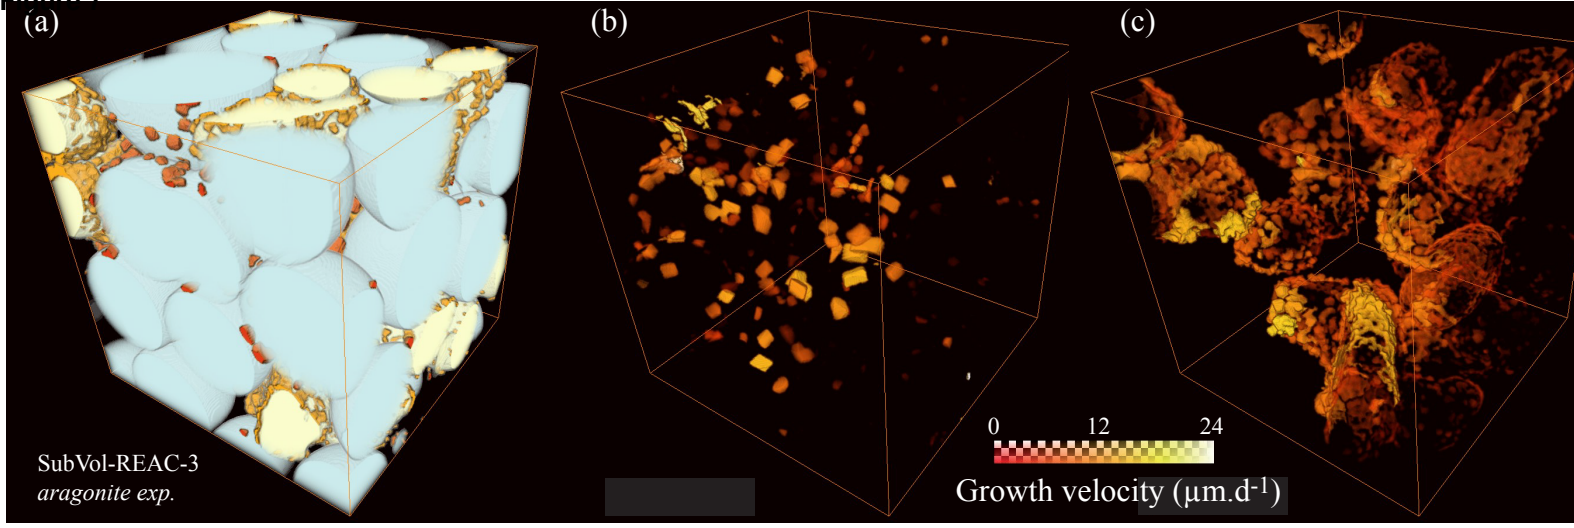 (a)
(b)
(c)
SubVol-REAC-3
aragonite exp.
0 12 24
Growth velocity (µm.d-1)